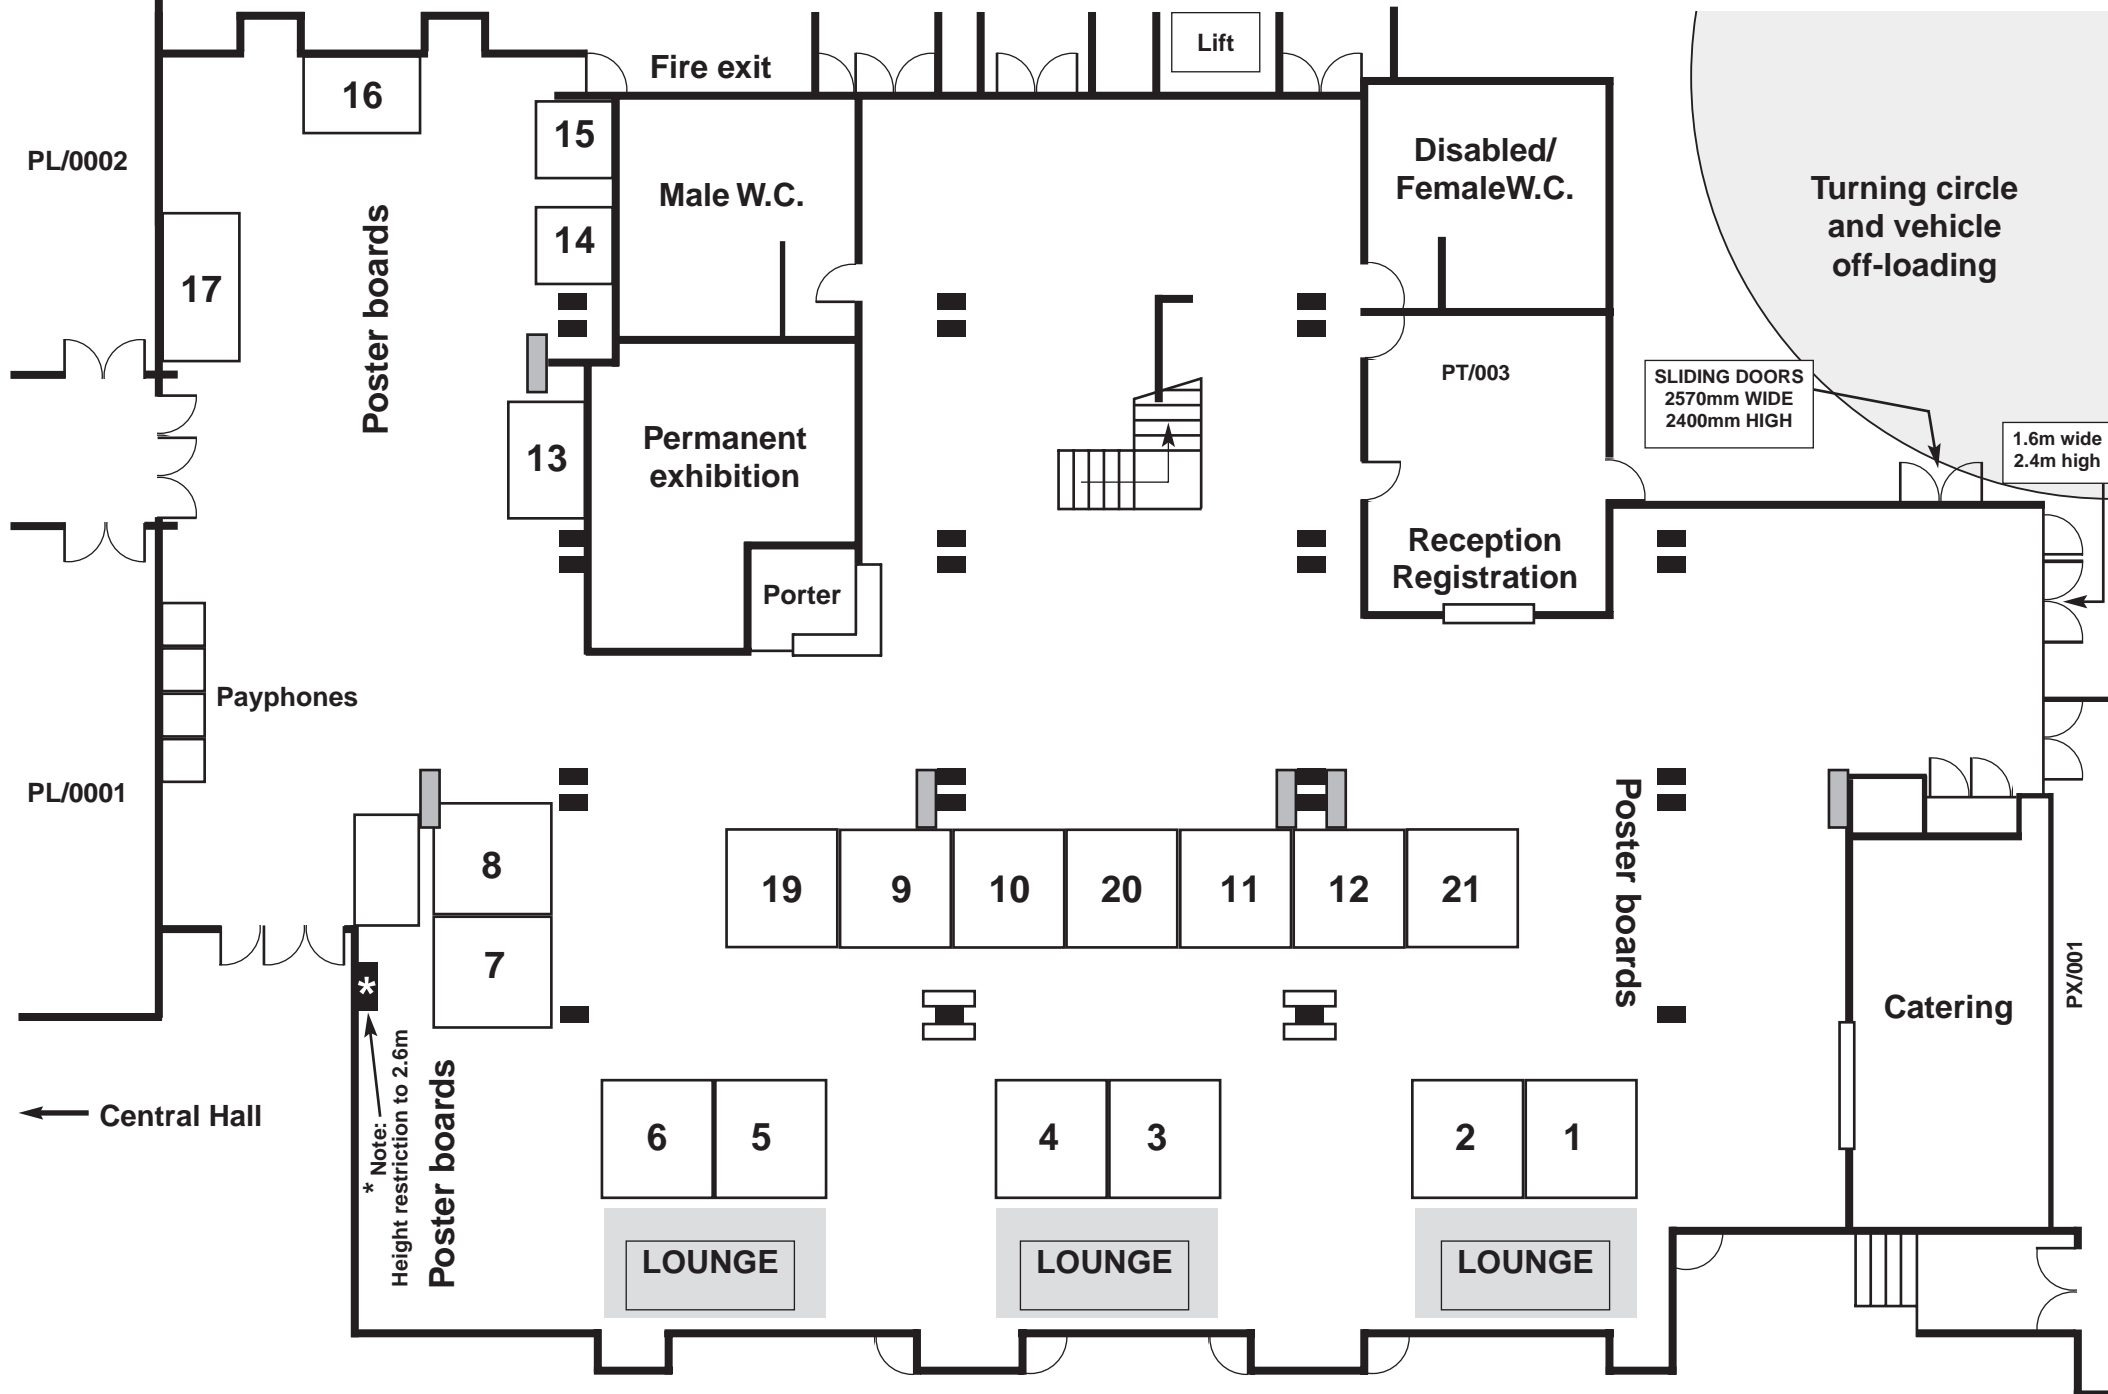 Lift
Fire exit
16
15
PL/0002
Male W.C.
Disabled/
FemaleW.C.
Turning circle
and vehicle
off-loading
14
17
Poster boards
PT/003
SLIDING DOORS
2570mm WIDE
2400mm HIGH
1.6m wide
2.4m high
13
Permanent
exhibition
Reception
Registration
Porter
Payphones
PL/0001
8
19
9
10
20
11
12
21
Poster boards
7
*
PX/001
Catering
Central Hall
* Note:
Height restriction to 2.6m
Poster boards
6
5
4
3
2
1
LOUNGE
LOUNGE
LOUNGE